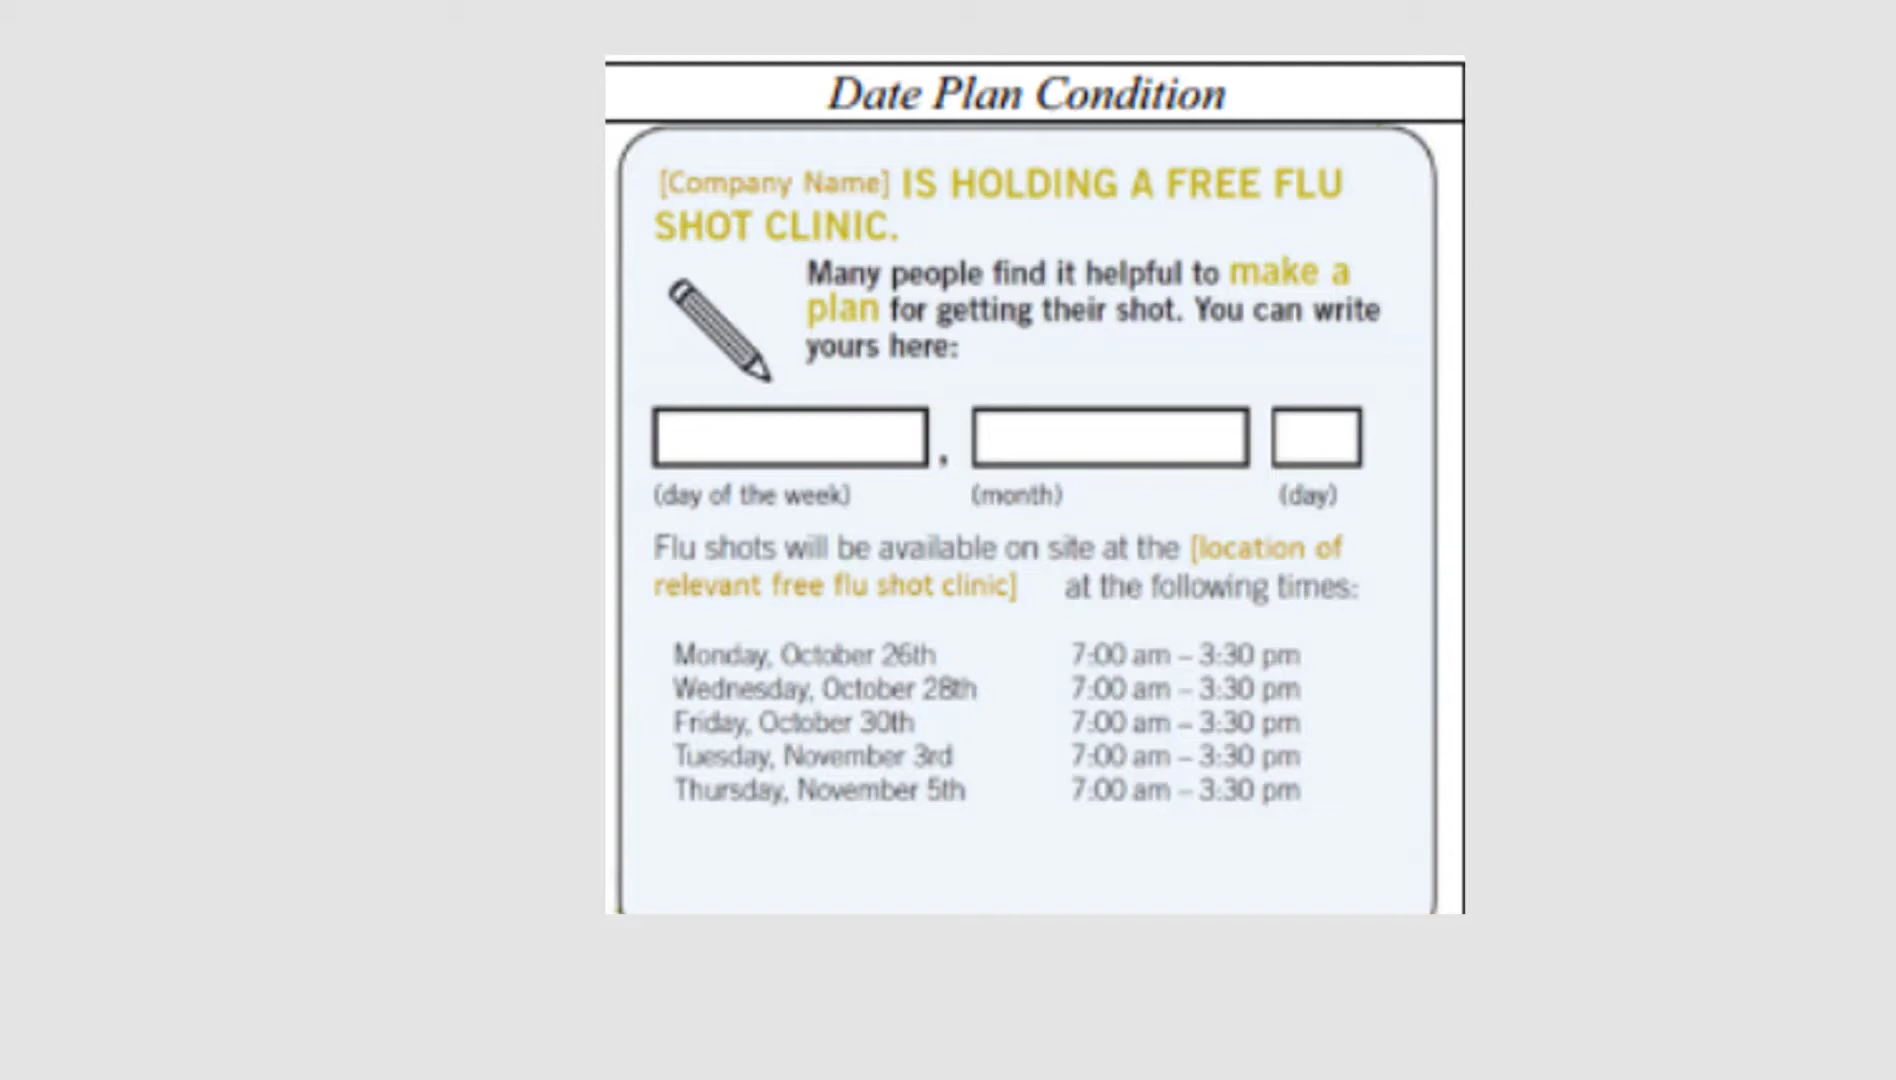 Date Plan Condition
[Company Name] IS HOLDING A FREE FLU
SHOT CLINIC.
Many people find it helpful to make a
plan for getting their shot. You can write
yours here:
,
(day of the week) (month) (day)
Flu shots will be available on site at the [location of
relevant free flu shot clinic] at the following times:
Monday, October 26th 7:00 am – 3:30 pm
Wednesday, October 28th 7:00 am – 3:30 pm
Friday, October 30th 7:00 am – 3:30 pm
Tuesday, November 3rd 7:00 am – 3:30 pm
Thursday, November 5th 7:00 am – 3:30 pm